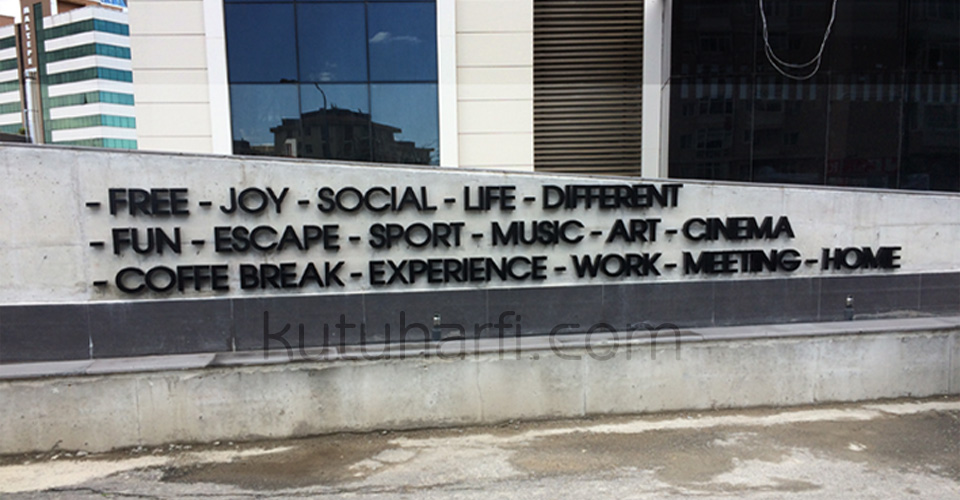 - FREE - JOY - SOCIAL - LIFE - DIFFERENT
- FUN - ESCAPE - SPORT - MUSIC - ART - CINEMA
- COFFE BREAK - EXPERIENCE - WORK - MEETING - HOME
kutuharfi.com